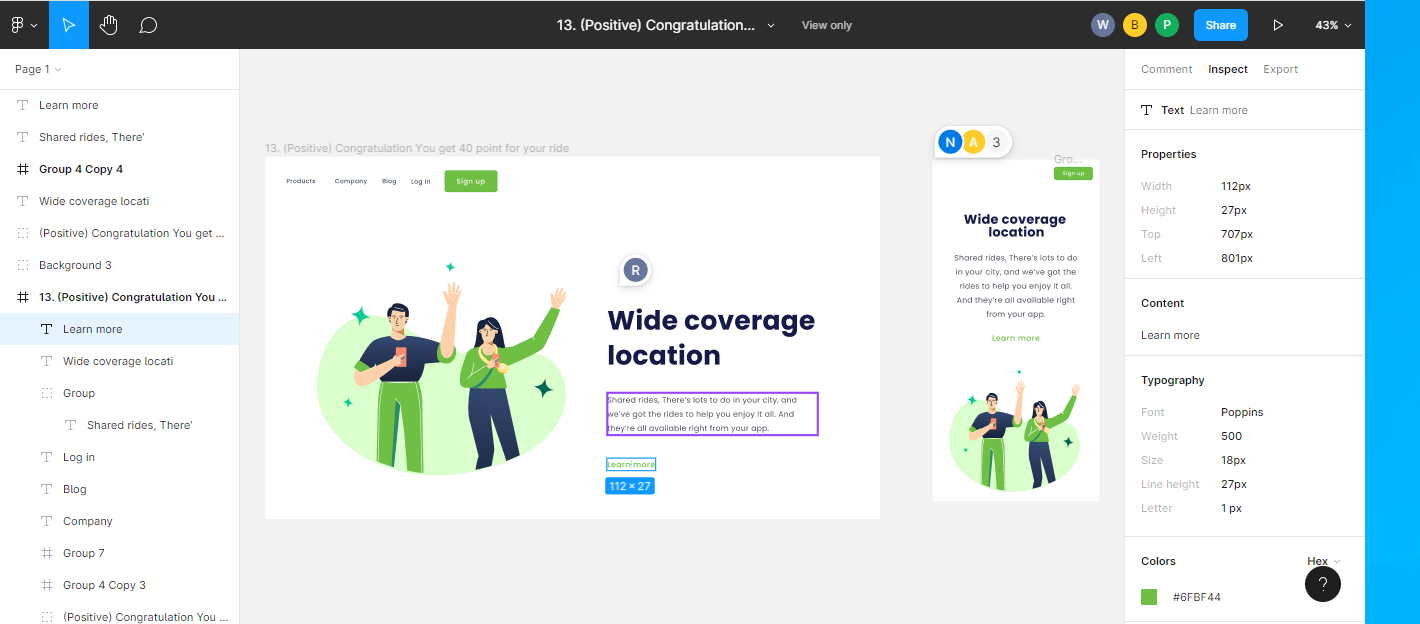 13. (Positive) Congratulation...
View only
W
B
P
Share
43%
Page 1
Learn more
Shared rides, There'
Group 4 Copy 4
Wide coverage locati
(Positive) Congratulation You get ...
Background 3
13. (Positive) Congratulation You ...
Learn more
Wide coverage locati
Group
Shared rides, There'
Log in
Blog
Company
Group 7
Group 4 Copy 3
(Positive) Congratulation You ...
13. (Positive) Congratulation You get 40 point for your ride
Products
Company
Blog
Log In
Sign up
R
Wide coverage
location
Shared rides, There's lots to do in your city, and
we've got the rides to help you enjoy it all. And
they're all available right from your app.
Learn more
112 × 27
N
A
3
Gro...
Sign up
Wide coverage
location
Shared rides, There's lots to do
in your city, and we've got the
rides to help you enjoy it all.
And they're all available right
from your app.
Learn more
Comment
Inspect
Export
Text Learn more
Properties
Width 112px
Height 27px
Top 707px
Left 801px
Content
Learn more
Typography
Font Poppins
Weight 500
Size 18px
Line height 27px
Letter 1 px
Colors
Hex
#6FBF44
?